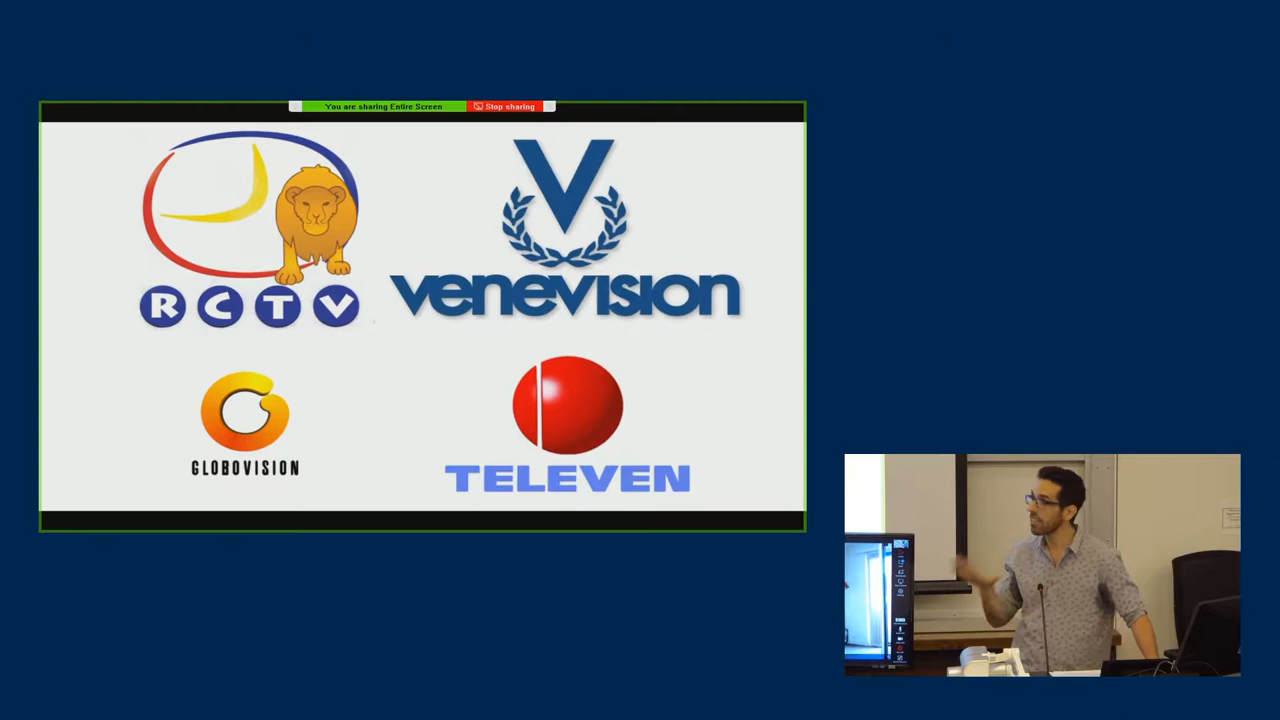 You are sharing Entire Screen
Stop sharing
RCTV
venevision
GLOBOVISION
TELEVEN